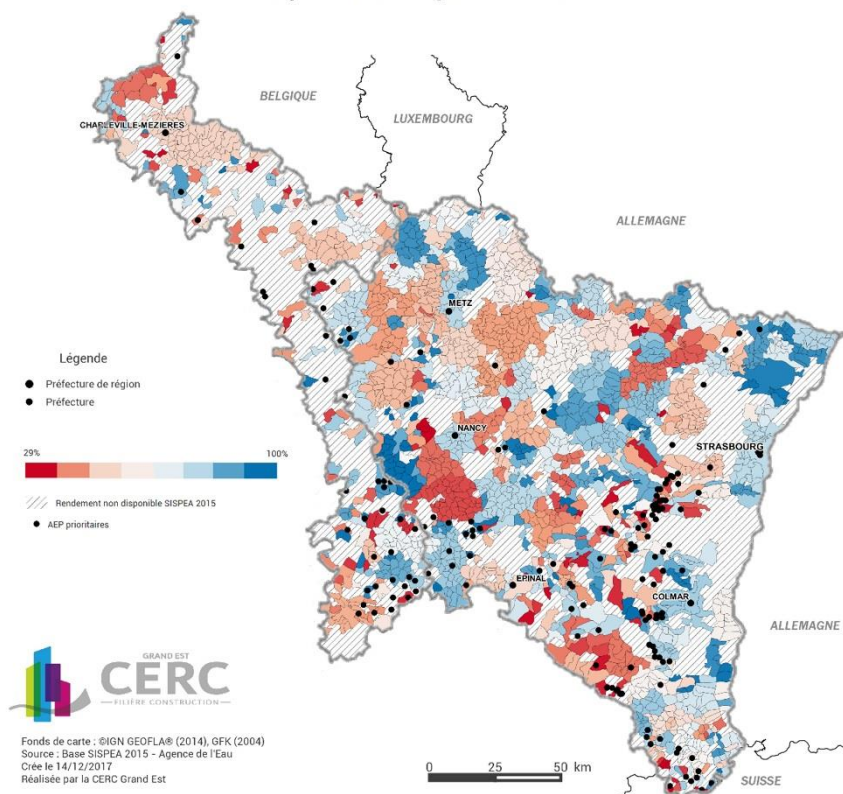 BELGIQUE
LUXEMBOURG
CHARLEVILLE-MEZIERES
ALLEMAGNE
METZ
Légende
Préfecture de région
Préfecture
NANCY
STRASBOURG
29%
100%
Rendement non disponible SISPEA 2015
AEP prioritaires
EPINAL
COLMAR
ALLEMAGNE
GRAND EST
CERC
FILIÈRE CONSTRUCTION
Fonds de carte : ©IGN GEOFLA® (2014), GFK (2004)
Source : Base SISPEA 2015 - Agence de l'Eau
Crée le 14/12/2017
Réalisée par la CERC Grand Est
0 25 50 km
SUISSE